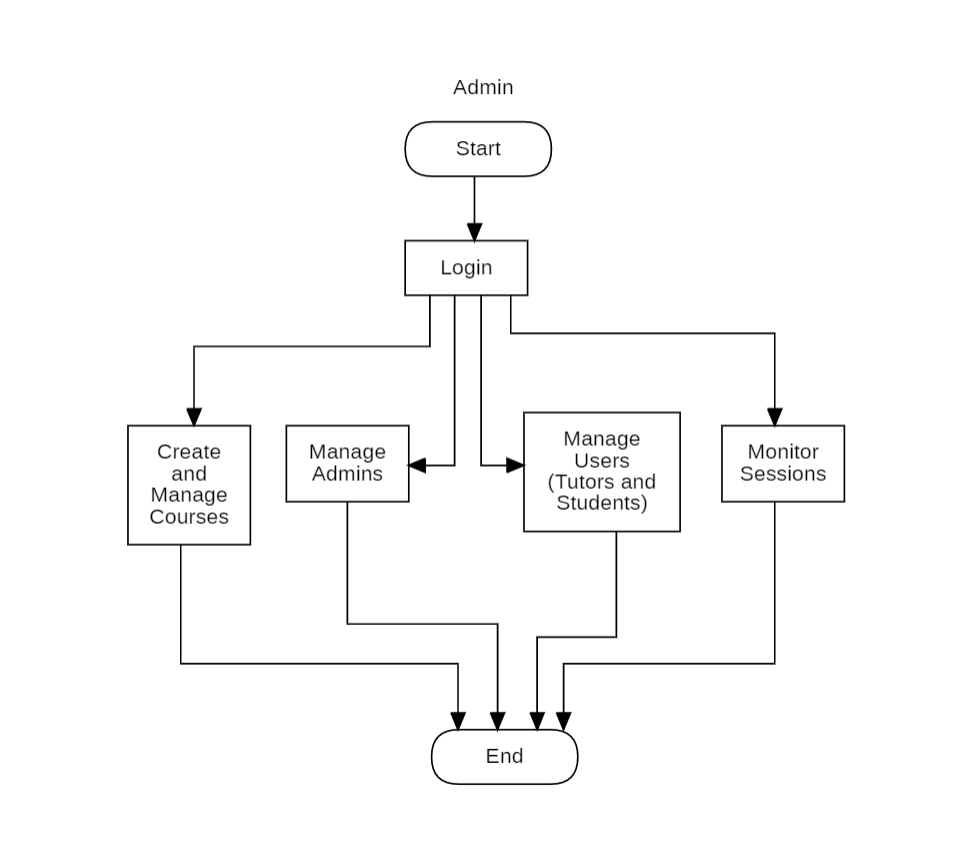 Admin
Start
Login
Create
and
Manage
Courses
Manage
Admins
Manage
Users
(Tutors and
Students)
Monitor
Sessions
End